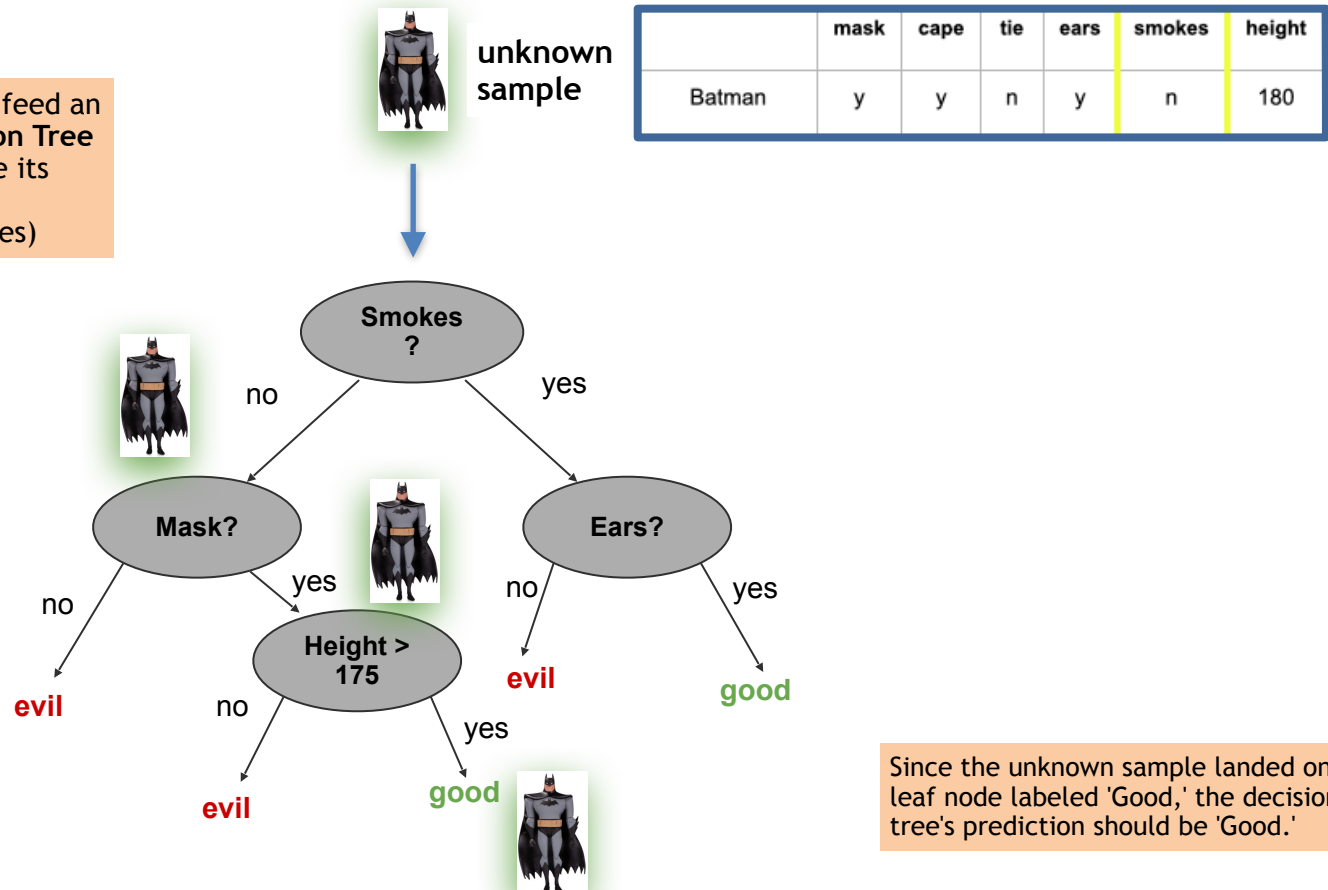 unknown
sample
mask cape tie ears smokes height
Batman y y n y n 180
feed an
on Tree
e its
es)
Smokes
?
no
yes
Mask?
Ears?
no
yes
no
yes
Height >
175
evil
evil
good
no
yes
evil
good
Since the unknown sample landed on
leaf node labeled 'Good,' the decision
tree's prediction should be 'Good.'